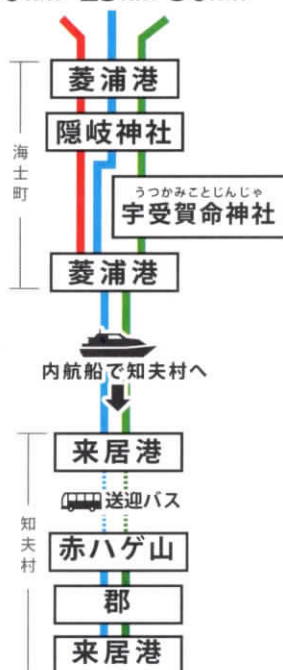 菱浦港
隠岐神社
海士町
うつかみことじんじゃ
宇受賀命神社
菱浦港
内航船で知夫村へ
来居港
送迎バス
知夫村
赤ハゲ山
郡
来居港